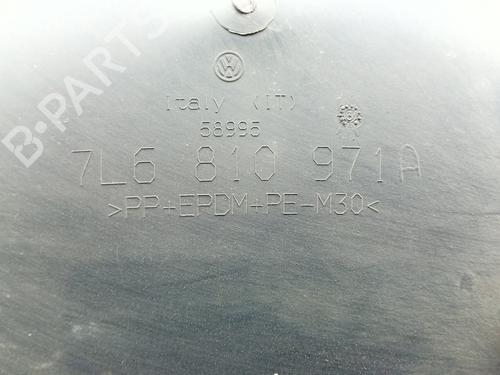 B-PARTS
Italy (IT)
58995
7L6 810 971A
>PP+EPDM+PE-M30<